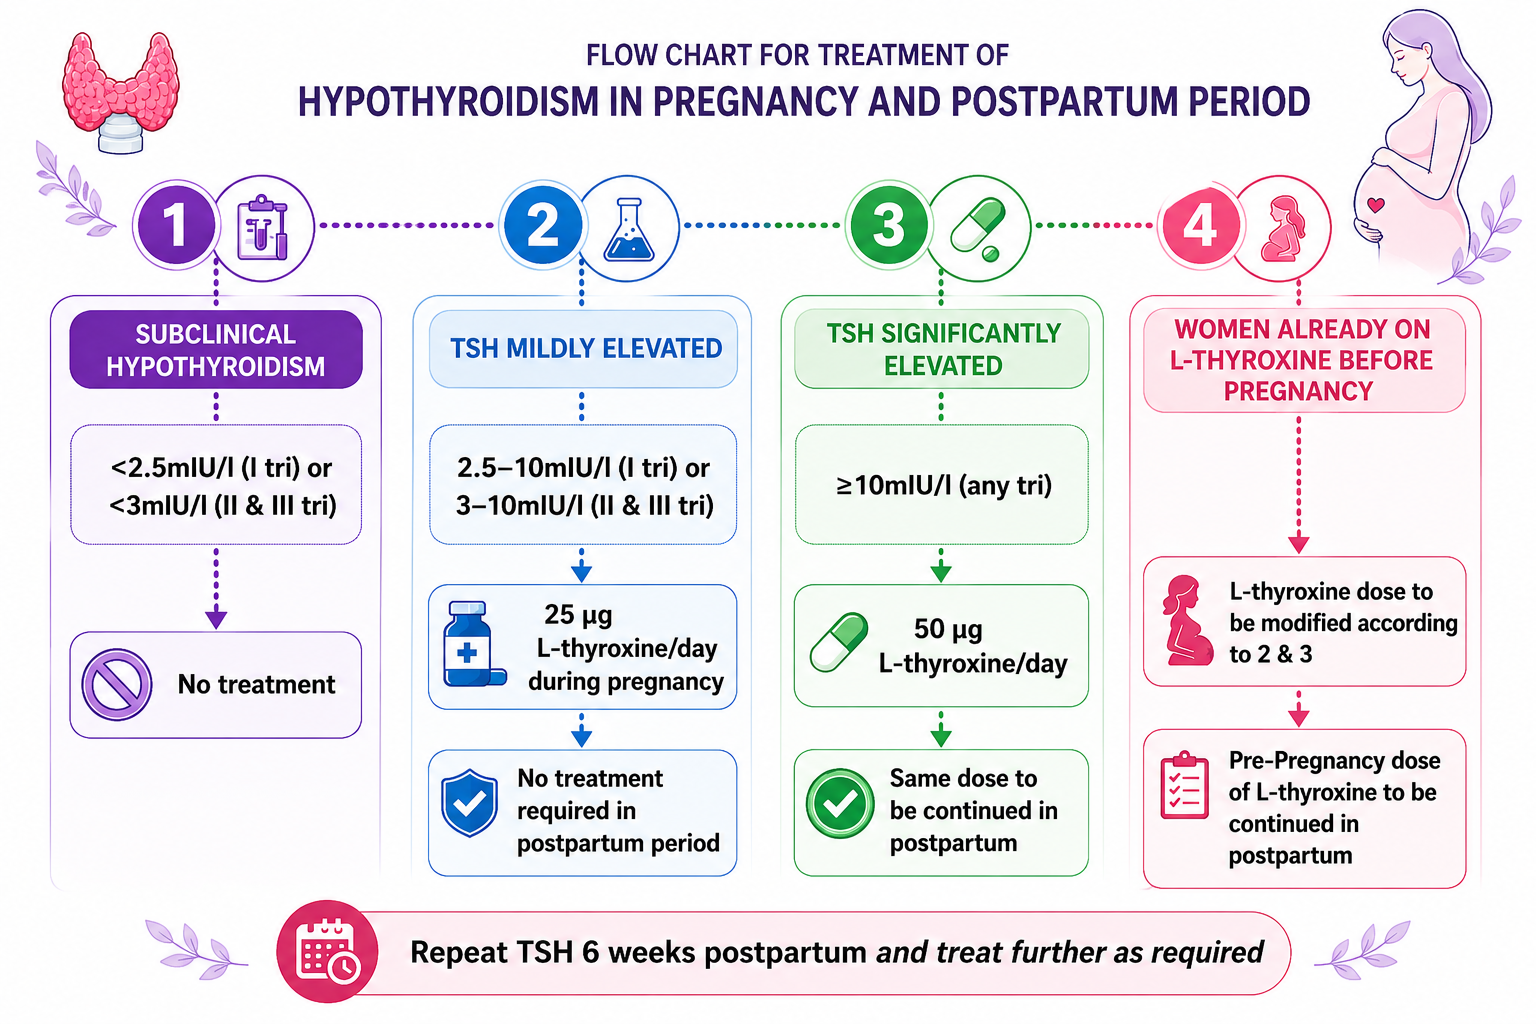 FLOW CHART FOR TREATMENT OF
HYPOTHYROIDISM IN PREGNANCY AND POSTPARTUM PERIOD
1
SUBCLINICAL
HYPOTHYROIDISM
<2.5mIU/l (I tri) or
<3mIU/l (II & III tri)
No treatment
2
TSH MILDLY ELEVATED
2.5–10mIU/l (I tri) or
3–10mIU/l (II & III tri)
25 µg
L-thyroxine/day
during pregnancy
No treatment
required in
postpartum period
3
TSH SIGNIFICANTLY
ELEVATED
≥10mIU/l (any tri)
50 µg
L-thyroxine/day
Same dose to
be continued in
postpartum
4
WOMEN ALREADY ON
L-THYROXINE BEFORE
PREGNANCY
L-thyroxine dose to
be modified according
to 2 & 3
Pre-Pregnancy dose
of L-thyroxine to be
continued in
postpartum
Repeat TSH 6 weeks postpartum and treat further as required